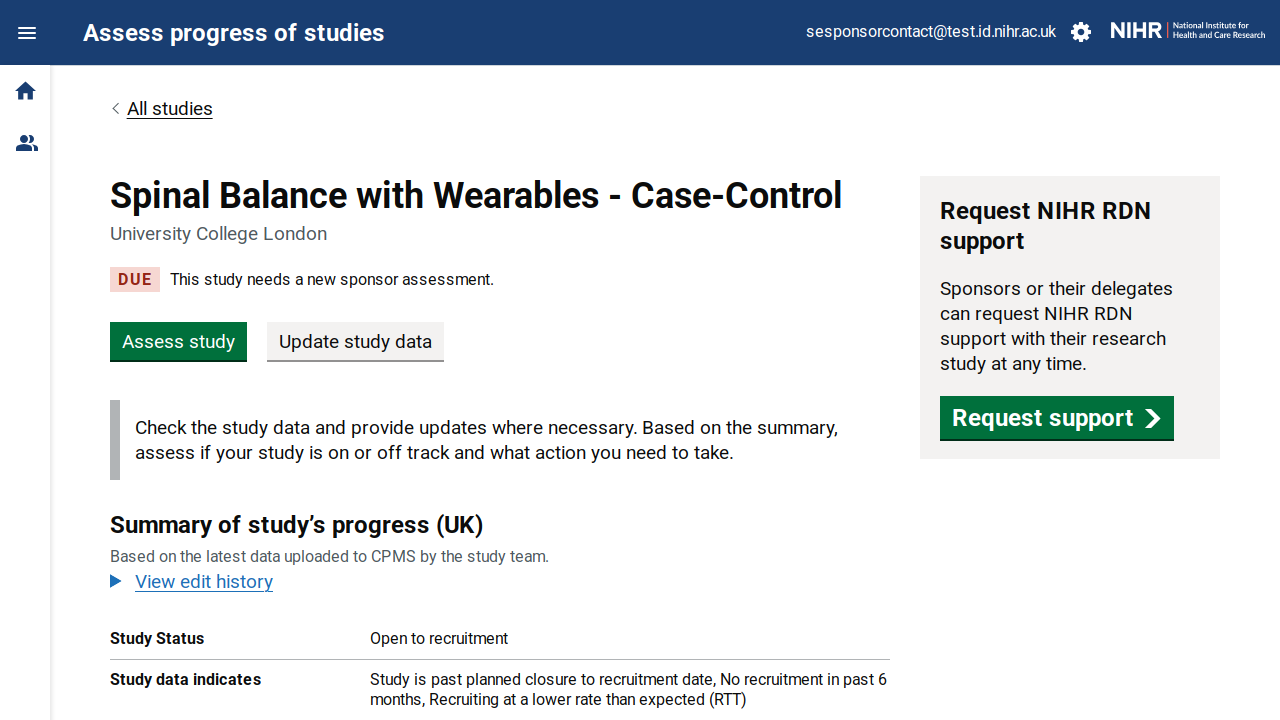 Assess progress of studies
sesponsorcontact@test.id.nihr.ac.uk
NIHR | National Institute for
Health and Care Research
All studies
Spinal Balance with Wearables - Case-Control
University College London
DUE This study needs a new sponsor assessment.
Assess study
Update study data
Check the study data and provide updates where necessary. Based on the summary,
assess if your study is on or off track and what action you need to take.
Summary of study’s progress (UK)
Based on the latest data uploaded to CPMS by the study team.
View edit history
Study Status Open to recruitment
Study data indicates Study is past planned closure to recruitment date, No recruitment in past 6
months, Recruiting at a lower rate than expected (RTT)
Request NIHR RDN
support
Sponsors or their delegates
can request NIHR RDN
support with their research
study at any time.
Request support